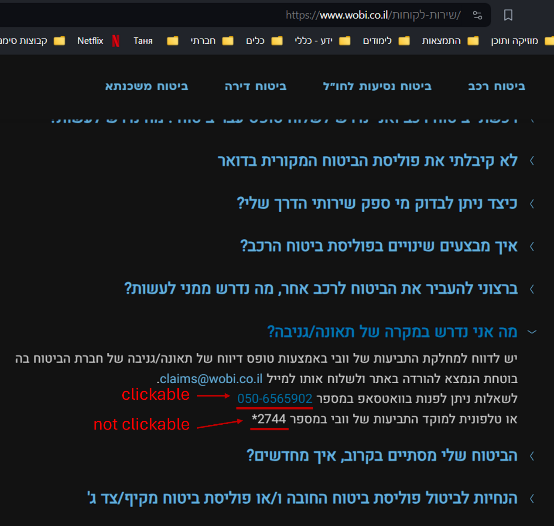 https://www.wobi.co.il/שירות-לקוחות/
מוזיקה ותוכן
התמצאות
לימודים
ידע - כללי
כלים
חברתי
Таня
Netflix
קבוצות
ביטוח רכב
ביטוח נסיעות לחו"ל
ביטוח דירה
ביטוח משכנתא
לא קיבלתי את פוליסת הביטוח המקורית בדואר
כיצד ניתן לבדוק מי ספק שירותי הדרך שלי?
איך מבצעים שינויים בפוליסת ביטוח הרכב?
ברצוני להעביר את הביטוח לרכב אחר, מה נדרש ממני לעשות?
מה אני נדרש במקרה של תאונה/גניבה?
יש לדווח למחלקת התביעות של וובי באמצעות טופס דיווח של תאונה/גניבה של חברת הביטוח בה
בוטחת הנמצא להורדה באתר ולשלוח אותו למייל claims@wobi.co.il.
לשאלות ניתן לפנות בוואטסאפ במספר 050-6565902
clickable
או טלפונית למוקד התביעות של וובי במספר 2744*
not clickable
הביטוח שלי מסתיים בקרוב, איך מחדשים?
הנחיות לביטול פוליסת ביטוח החובה ו/או פוליסת ביטוח מקיף/צד ג'